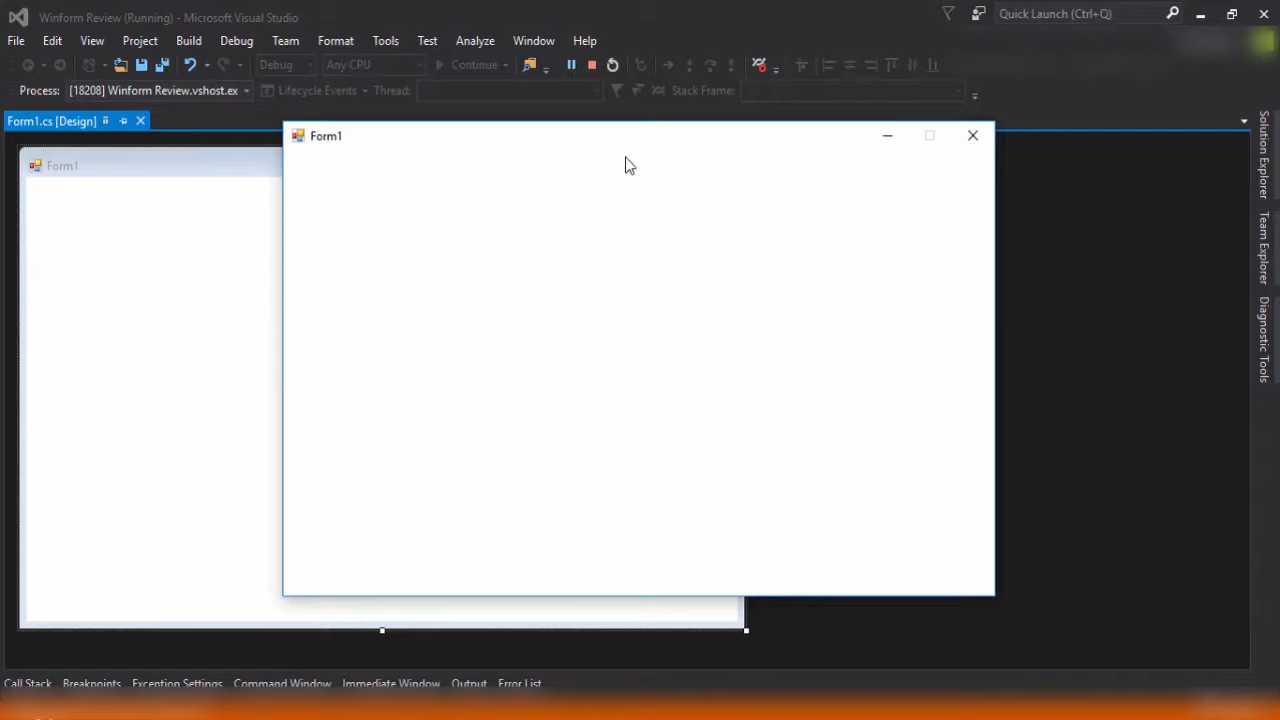 Winform Review (Running) - Microsoft Visual Studio
Quick Launch (Ctrl+Q)
File Edit View Project Build Debug Team Format Tools Test Analyze Window Help
Debug Any CPU Continue
Process: [18208] Winform Review.vshost.ex Lifecycle Events Thread: Stack Frame:
Form1.cs [Design]
Form1
Form1
Solution Explorer
Team Explorer
Diagnostic Tools
Call Stack Breakpoints Exception Settings Command Window Immediate Window Output Error List